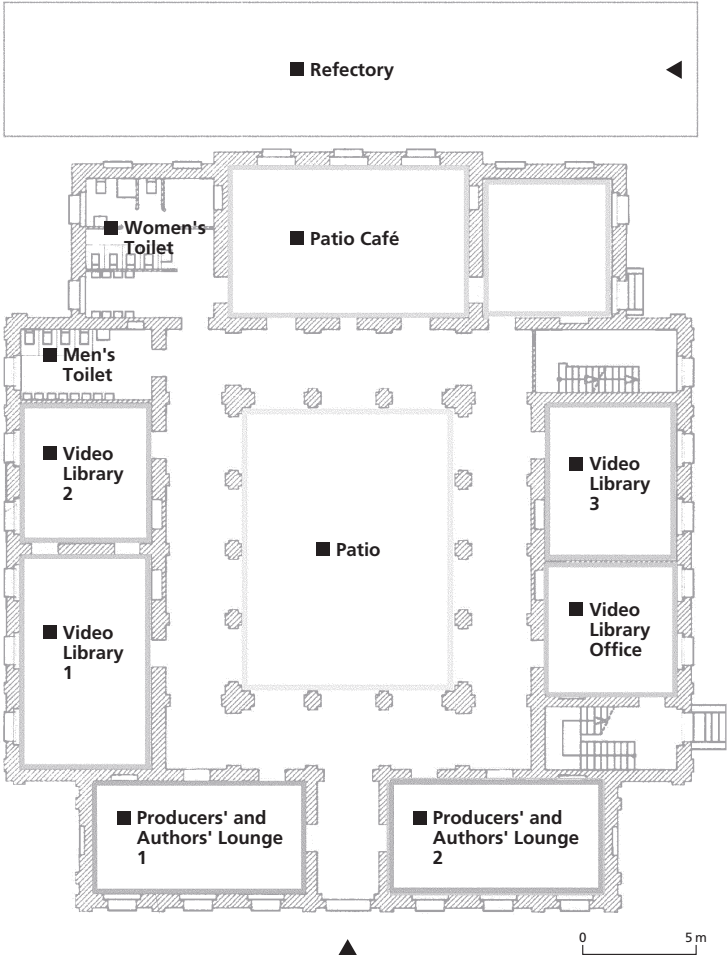 Refectory
Women's
Toilet
Patio Café
Men's
Toilet
Video
Library
2
Video
Library
3
Patio
Video
Library
1
Video
Library
Office
Producers' and
Authors' Lounge
1
Producers' and
Authors' Lounge
2
0 5 m